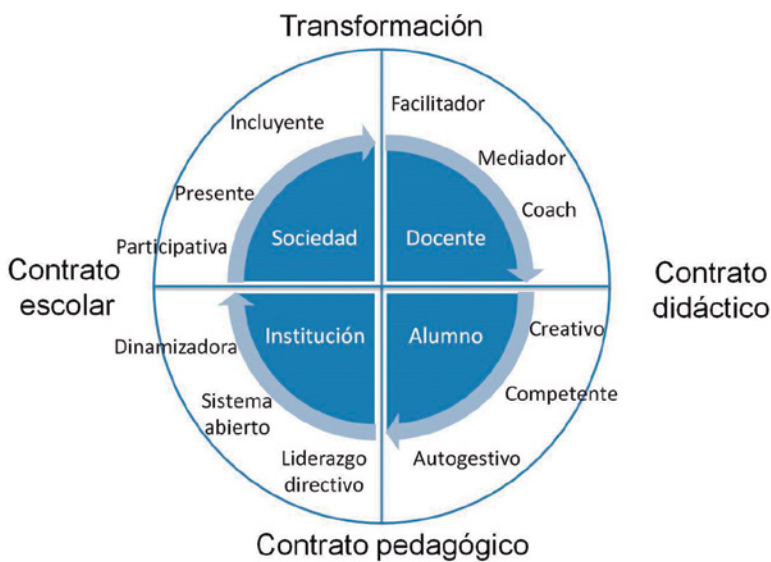 Transformación
Facilitador
Incluyente
Mediador
Presente
Coach
Participativa
Sociedad
Docente
Contrato
escolar
Contrato
didáctico
Institución
Alumno
Creativo
Dinamizadora
Competente
Sistema
abierto
Liderazgo
directivo
Autogestivo
Contrato pedagógico